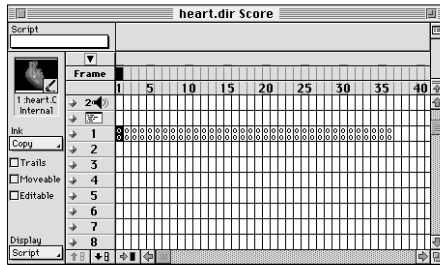 heart.dir Score
Script
Frame
1 5 10 15 20 25 30 35 40
1:heart.C
Internal
2
Ink
Copy
1
2
Trails
3
Moveable
4
Editable
5
6
7
Display
Script
8